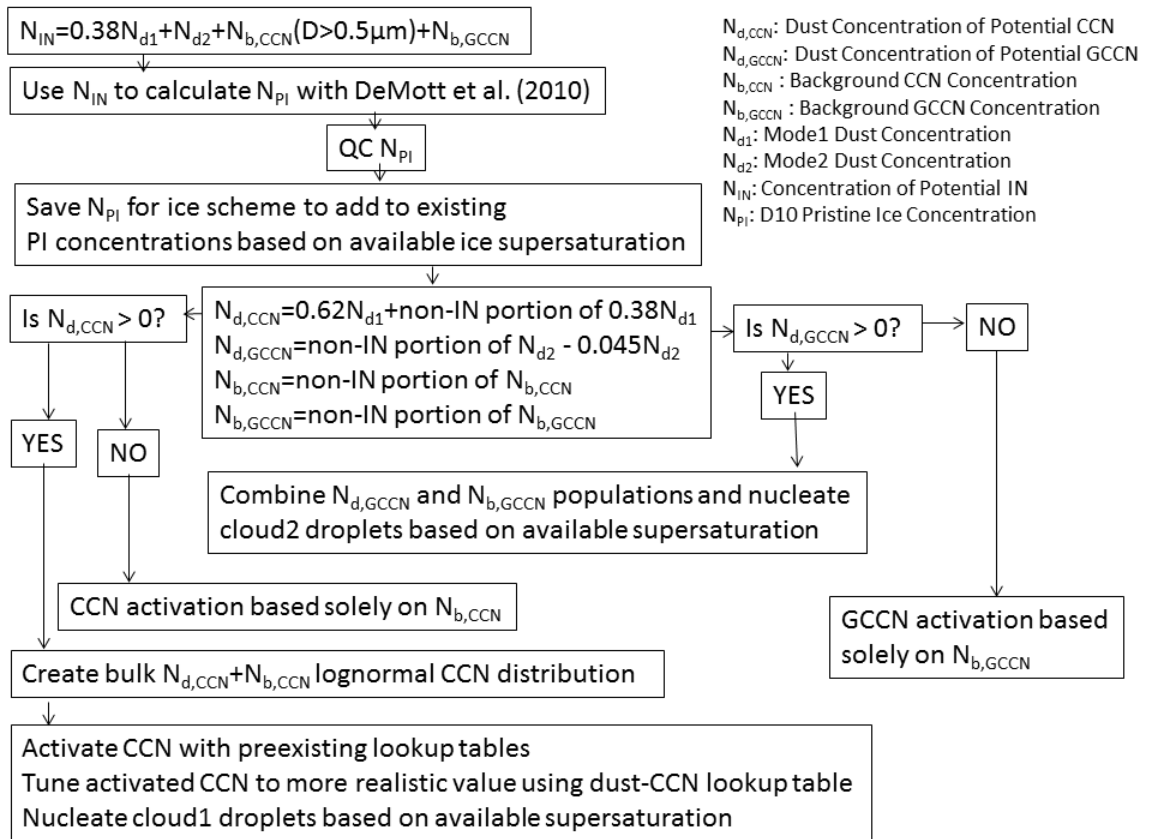 N_IN=0.38N_d1+N_d2+N_b,CCN(D>0.5μm)+N_b,GCCN
Use N_IN to calculate N_PI with DeMott et al. (2010)
QC N_PI
Save N_PI for ice scheme to add to existing
PI concentrations based on available ice supersaturation
N_d,CCN: Dust Concentration of Potential CCN
N_d,GCCN: Dust Concentration of Potential GCCN
N_b,CCN : Background CCN Concentration
N_b,GCCN : Background GCCN Concentration
N_d1: Mode1 Dust Concentration
N_d2: Mode2 Dust Concentration
N_IN: Concentration of Potential IN
N_PI: D10 Pristine Ice Concentration
Is N_d,CCN > 0?
N_d,CCN=0.62N_d1+non-IN portion of 0.38N_d1
N_d,GCCN=non-IN portion of N_d2 - 0.045N_d2
N_b,CCN=non-IN portion of N_b,CCN
N_b,GCCN=non-IN portion of N_b,GCCN
Is N_d,GCCN > 0?
NO
YES
YES
NO
Combine N_d,GCCN and N_b,GCCN populations and nucleate
cloud2 droplets based on available supersaturation
CCN activation based solely on N_b,CCN
GCCN activation based
solely on N_b,GCCN
Create bulk N_d,CCN+N_b,CCN lognormal CCN distribution
Activate CCN with preexisting lookup tables
Tune activated CCN to more realistic value using dust-CCN lookup table
Nucleate cloud1 droplets based on available supersaturation